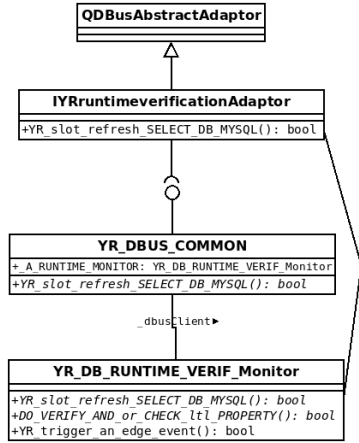 QDBusAbstractAdaptor
IYRruntimeverificationAdaptor
+YR_slot_refresh_SELECT_DB_MYSQL(): bool
YR_DBUS_COMMON
+_A_RUNTIME_MONITOR: YR_DB_RUNTIME_VERIF_Monitor
+YR_slot_refresh_SELECT_DB_MYSQL(): bool
_dbusClient
YR_DB_RUNTIME_VERIF_Monitor
+YR_slot_refresh_SELECT_DB_MYSQL(): bool
+DO_VERIFY_AND_or_CHECK_ltl_PROPERTY(): bool
+YR_trigger_an_edge_event(): bool